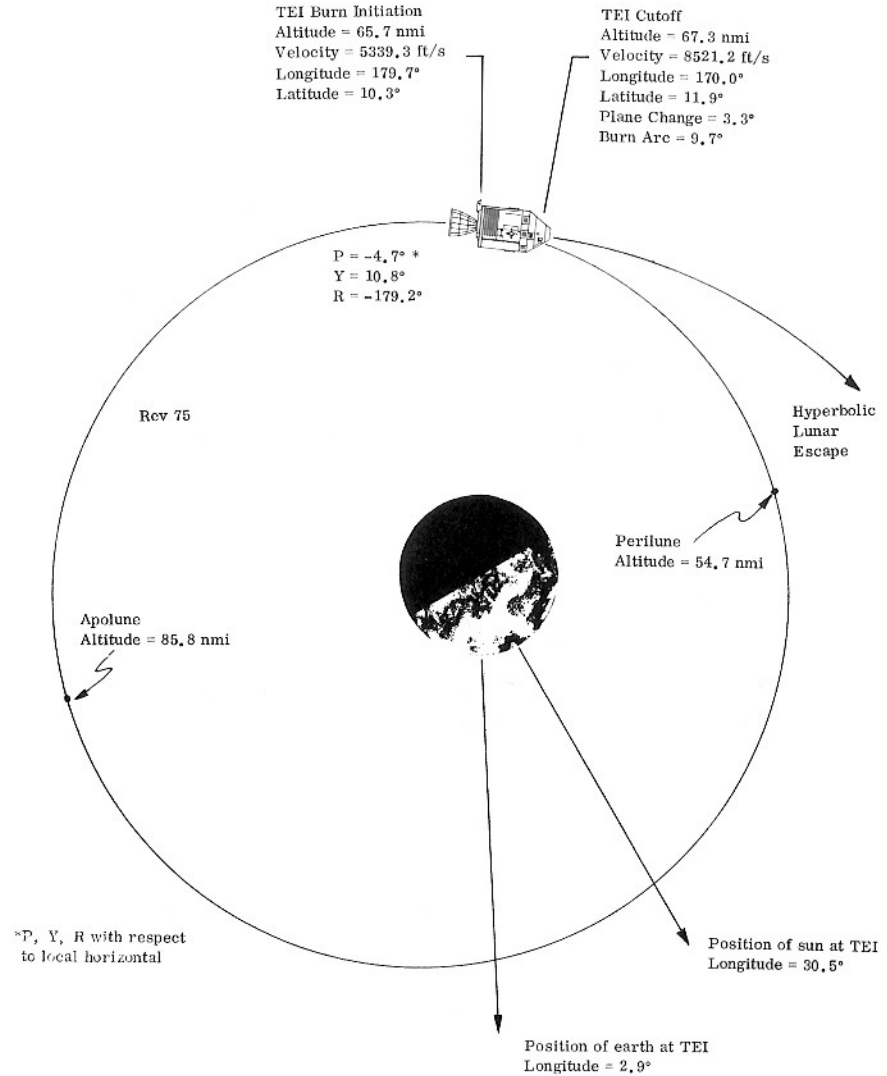 TEI Burn Initiation
Altitude = 65.7 nmi
Velocity = 5339.3 ft/s
Longitude = 179.7°
Latitude = 10.3°
TEI Cutoff
Altitude = 67.3 nmi
Velocity = 8521.2 ft/s
Longitude = 170.0°
Latitude = 11.9°
Plane Change = 3.3°
Burn Arc = 9.7°
P = -4.7° *
Y = 10.8°
R = -179.2°
Rev 75
Hyperbolic
Lunar
Escape
Perilune
Altitude = 54.7 nmi
Apolune
Altitude = 85.8 nmi
*P, Y, R with respect
to local horizontal
Position of sun at TEI
Longitude = 30.5°
Position of earth at TEI
Longitude = 2.9°